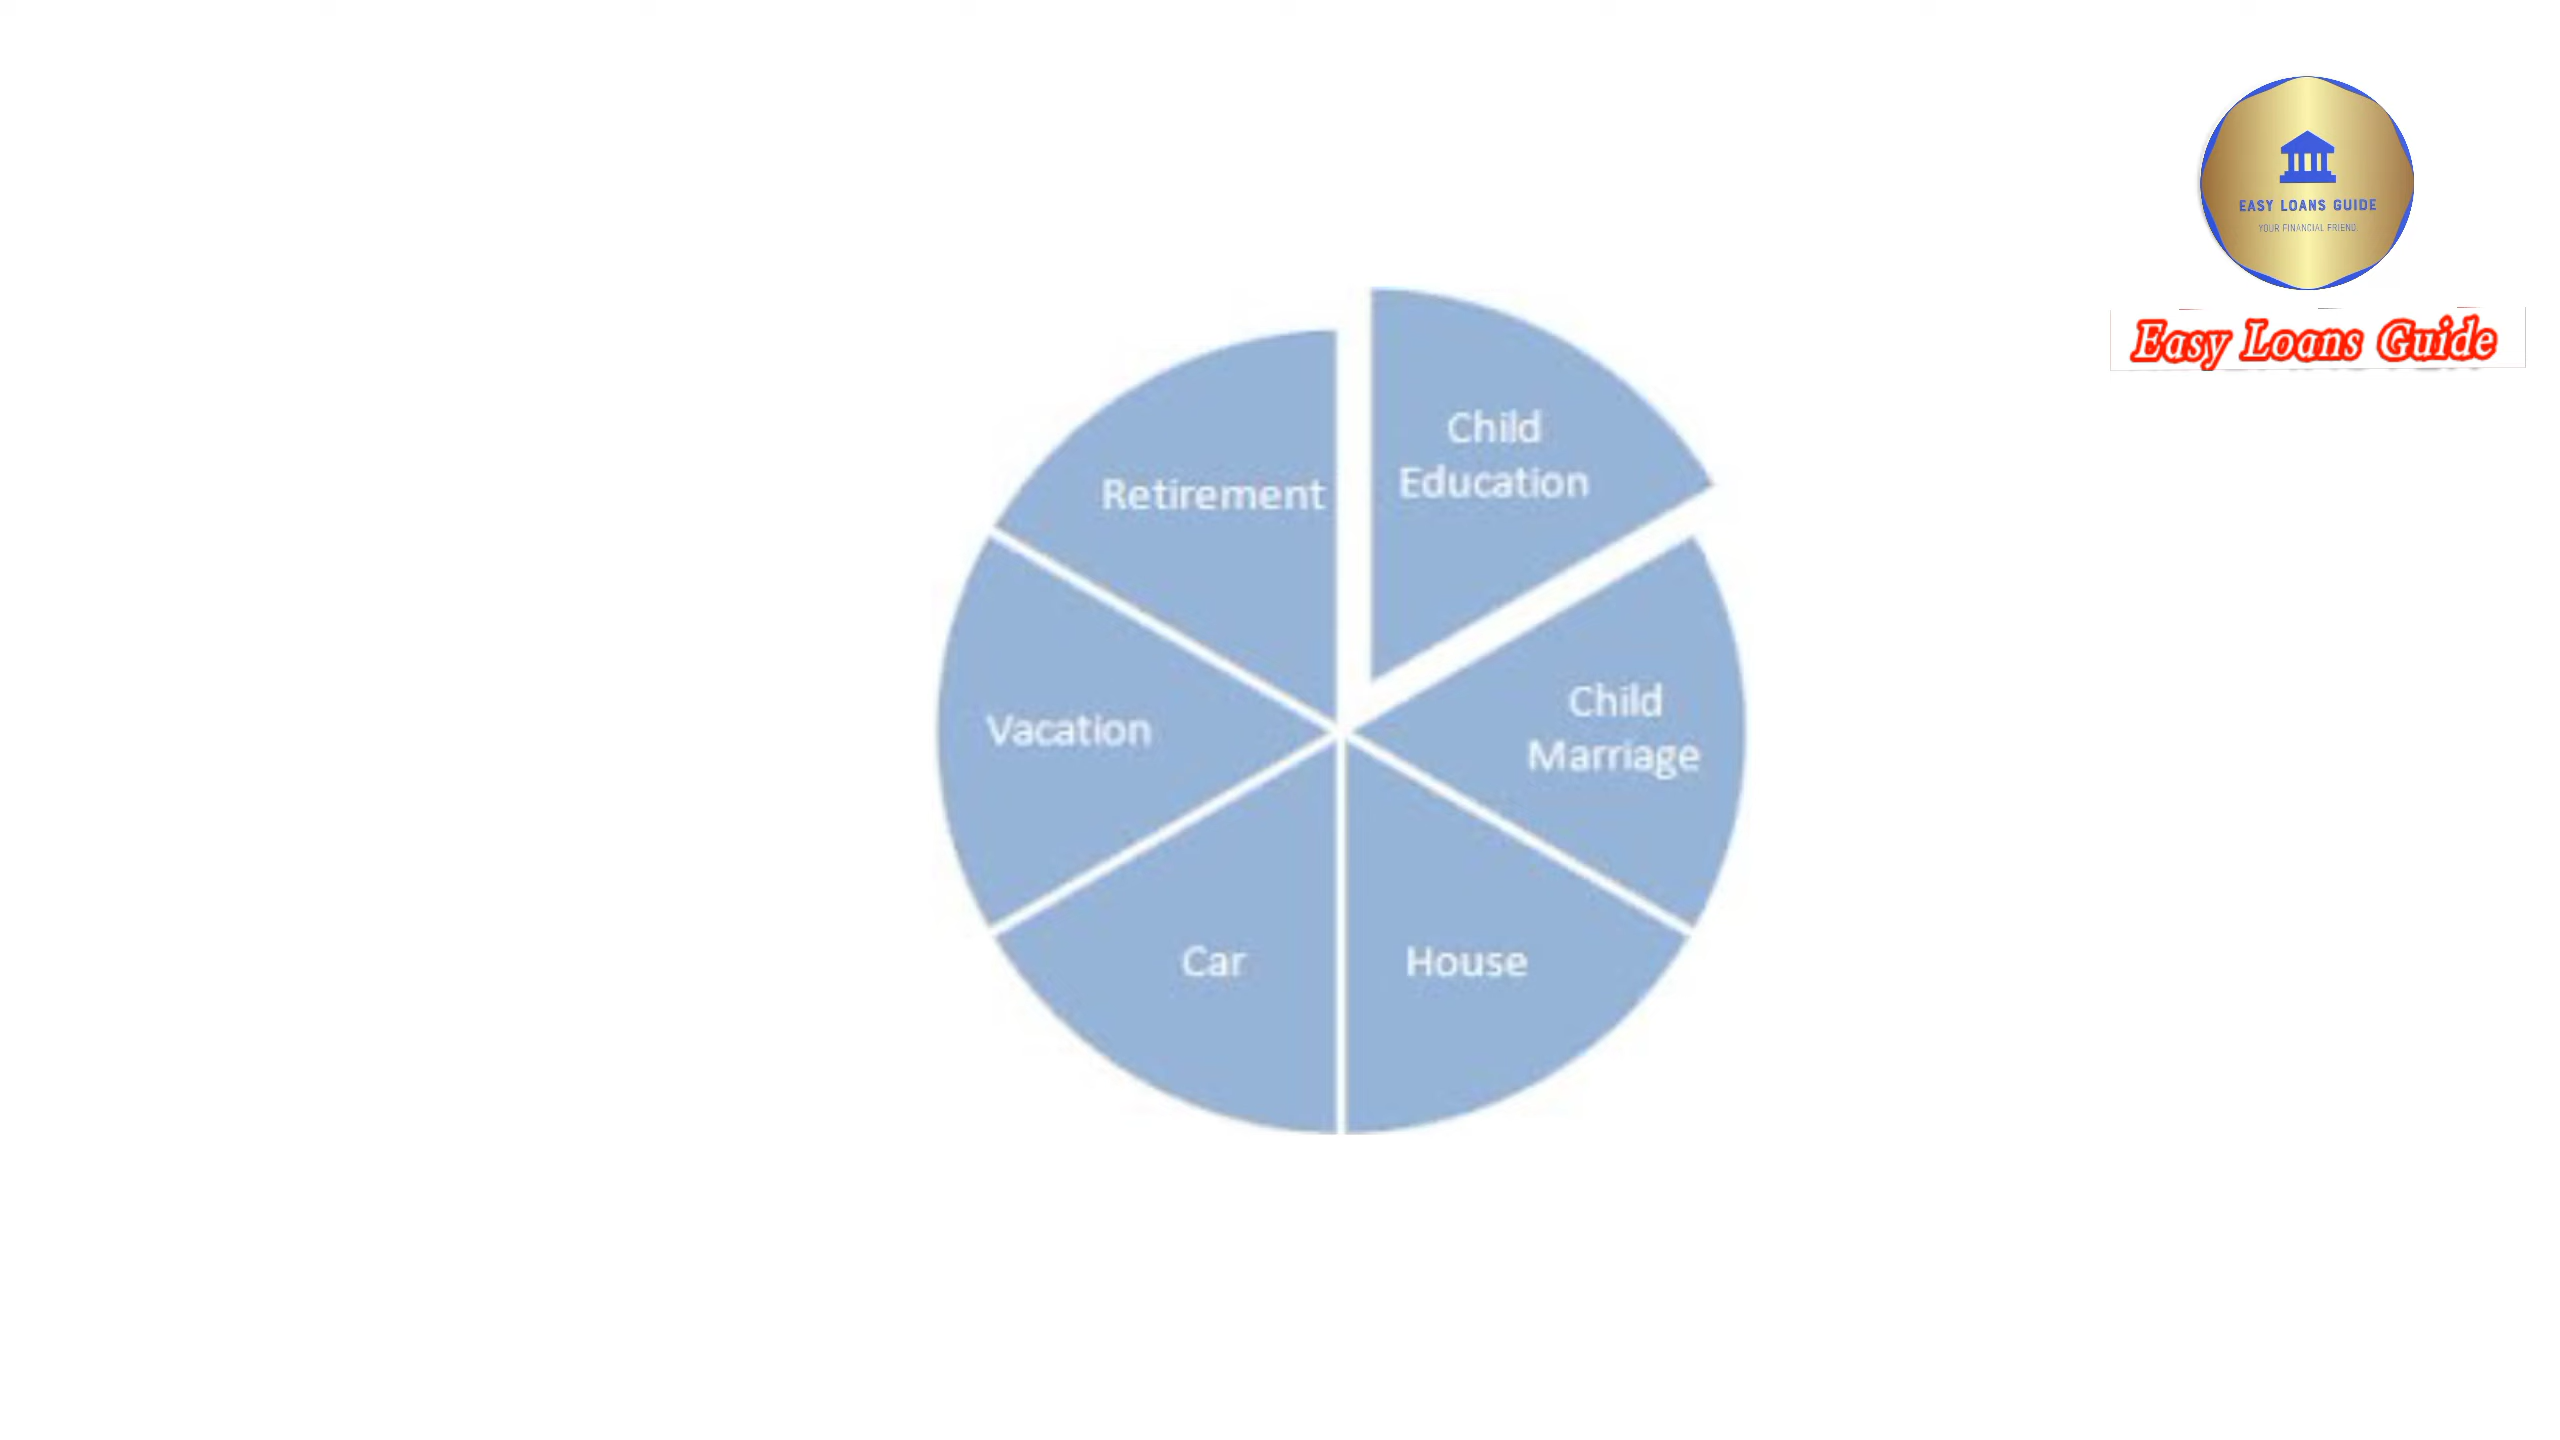 EASY LOANS GUIDE
YOUR FINANCIAL FRIEND
Easy Loans Guide
Child
Education
Retirement
Child
Marriage
Vacation
Car
House